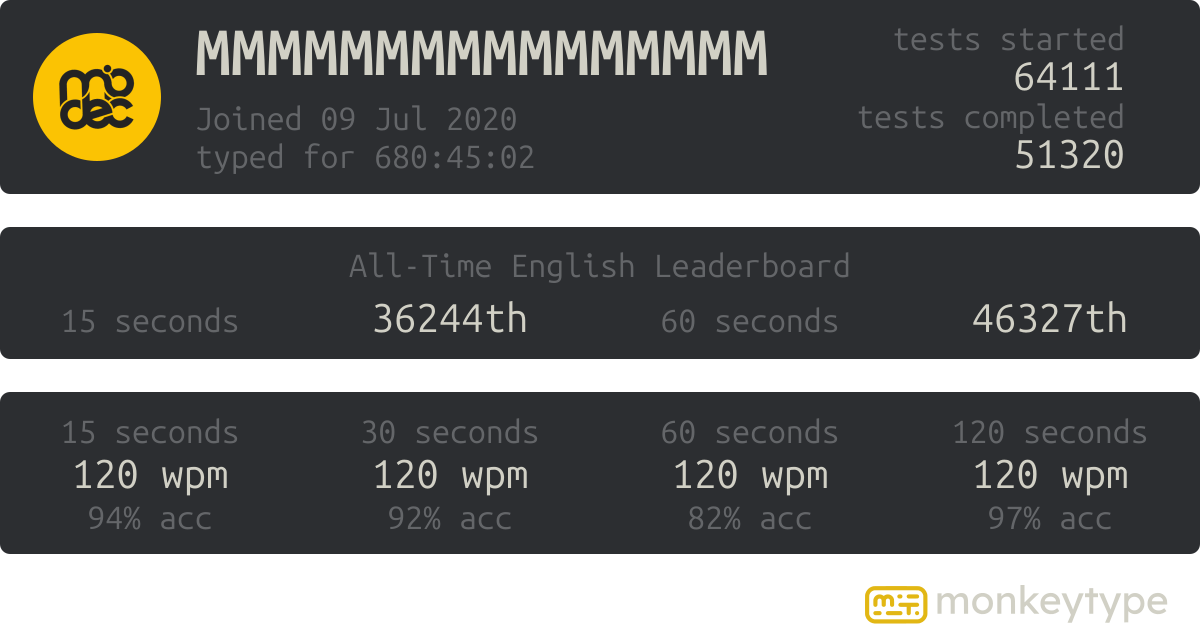 miodec
MMMMMMMMMMMMMMMM
Joined 09 Jul 2020
typed for 680:45:02
tests started
64111
tests completed
51320
All-Time English Leaderboard
15 seconds 36244th 60 seconds 46327th
15 seconds 30 seconds 60 seconds 120 seconds
120 wpm 120 wpm 120 wpm 120 wpm
94% acc 92% acc 82% acc 97% acc
monkeytype